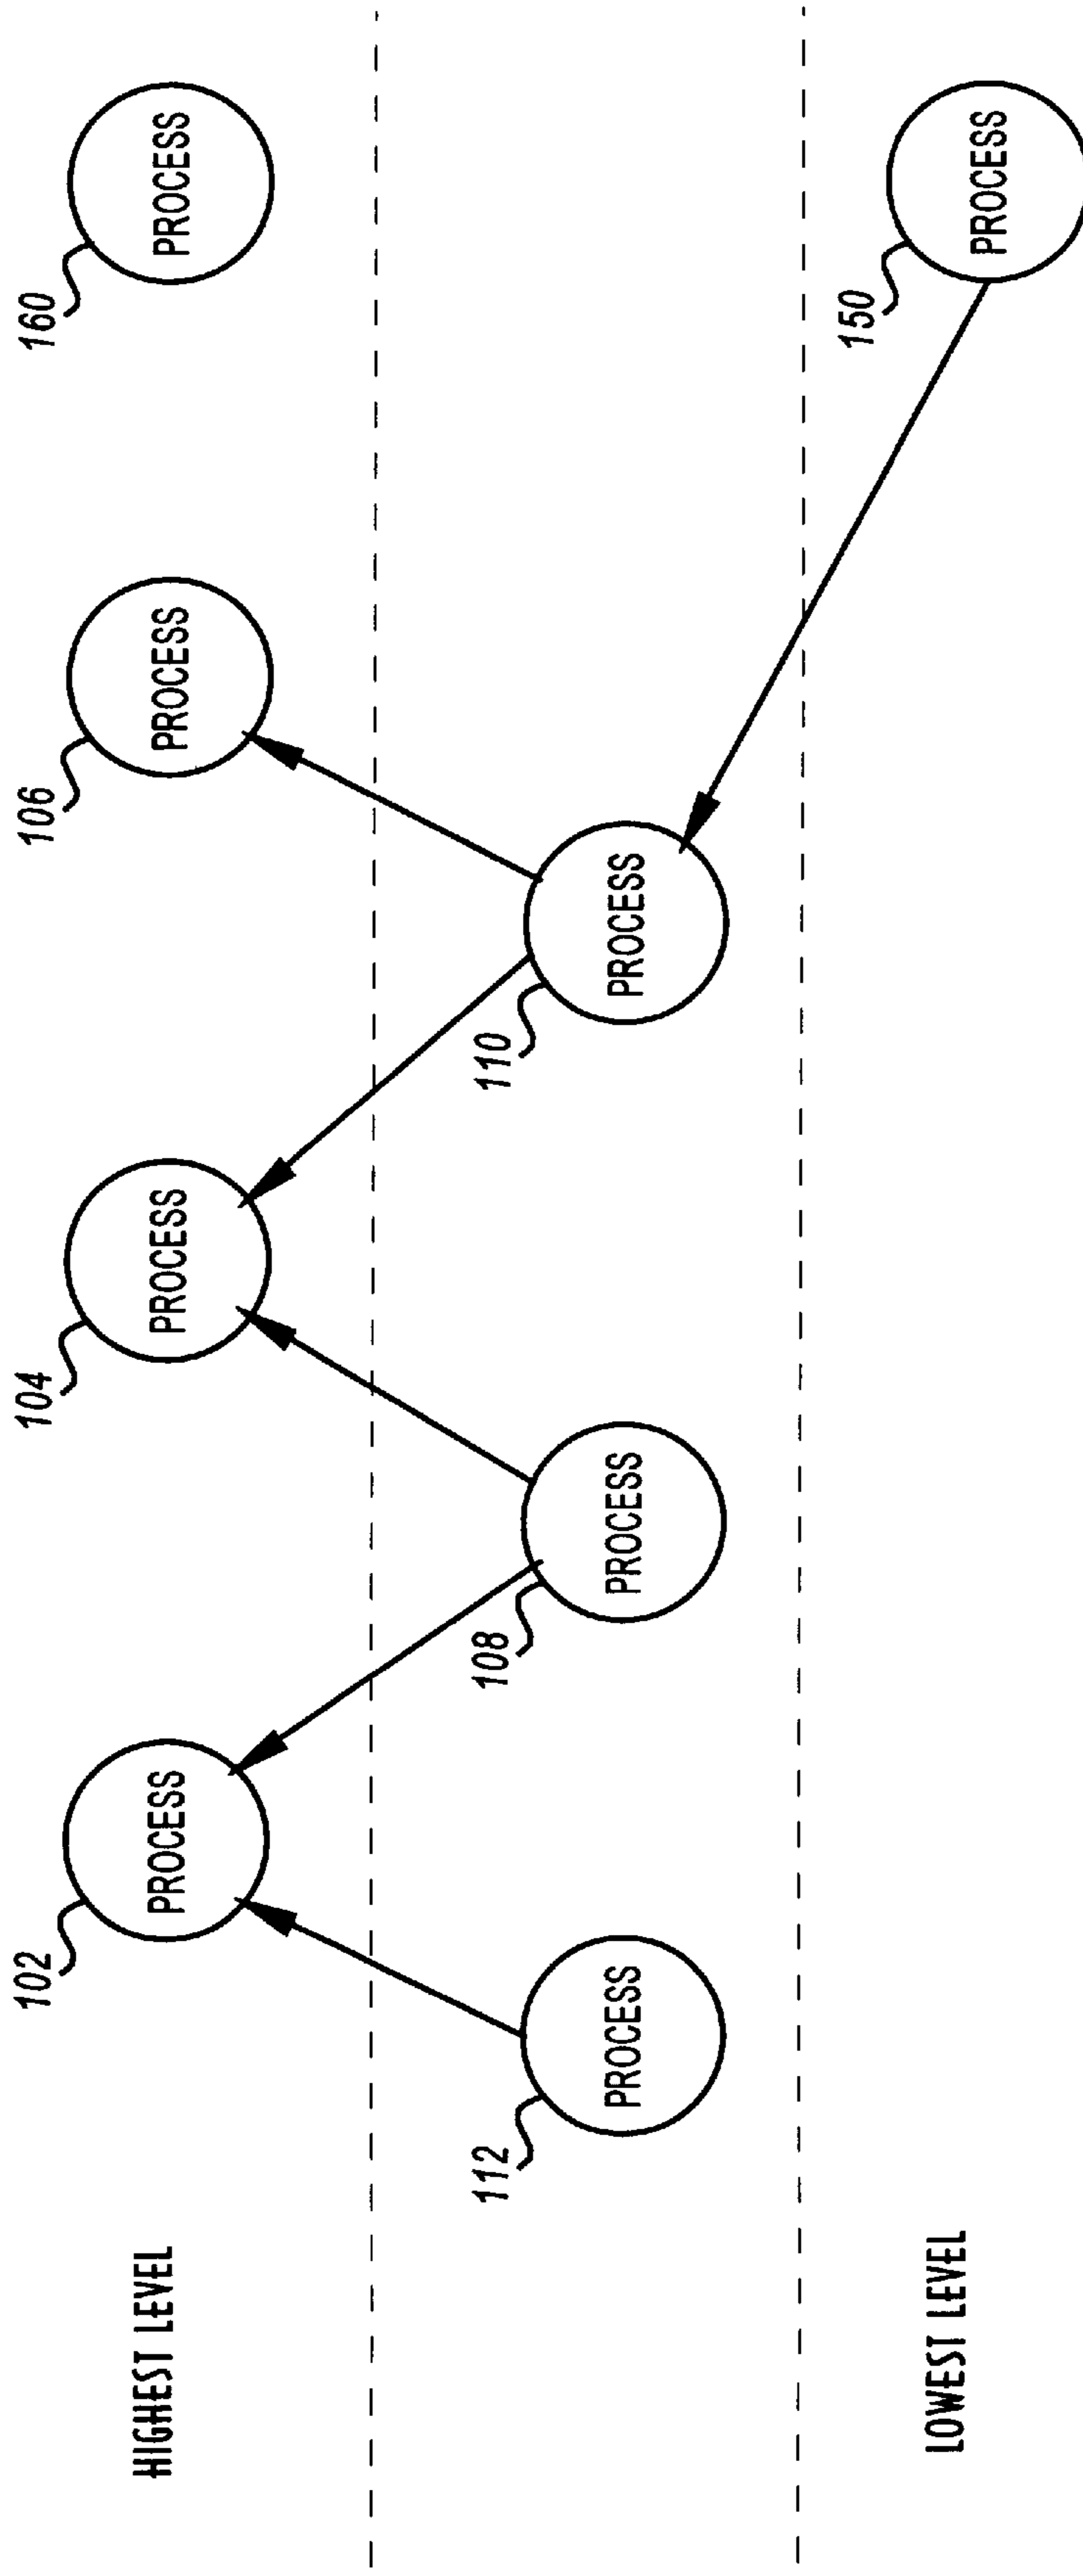 102
104
106
160
HIGHEST LEVEL
PROCESS
PROCESS
PROCESS
PROCESS
112
108
110
PROCESS
PROCESS
PROCESS
150
LOWEST LEVEL
PROCESS